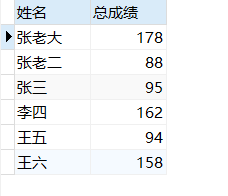 姓名 总成绩
张老大 178
张老二 88
张三 95
李四 162
王五 94
王六 158